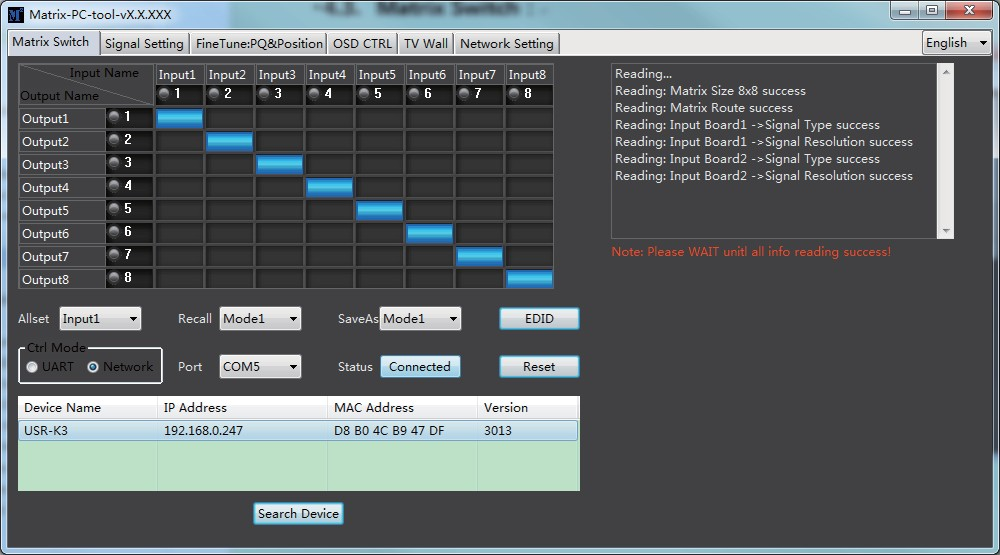 -4.3. Matrix Switch :
Matrix-PC-tool-vX.X.XXX
Matrix Switch Signal Setting FineTune:PQ&Position OSD CTRL TV Wall Network Setting English
Input Name Input1 Input2 Input3 Input4 Input5 Input6 Input7 Input8
Output Name 1 2 3 4 5 6 7 8
Output1 1
Output2 2
Output3 3
Output4 4
Output5 5
Output6 6
Output7 7
Output8 8
Reading...
Reading: Matrix Size 8x8 success
Reading: Matrix Route success
Reading: Input Board1 ->Signal Type success
Reading: Input Board1 ->Signal Resolution success
Reading: Input Board2 ->Signal Type success
Reading: Input Board2 ->Signal Resolution success
Note: Please WAIT unitl all info reading success!
Allset Input1 Recall Mode1 SaveAs Mode1 EDID
Ctrl Mode
UART Network Port COM5 Status Connected Reset
Device Name IP Address MAC Address Version
USR-K3 192.168.0.247 D8 B0 4C B9 47 DF 3013
Search Device